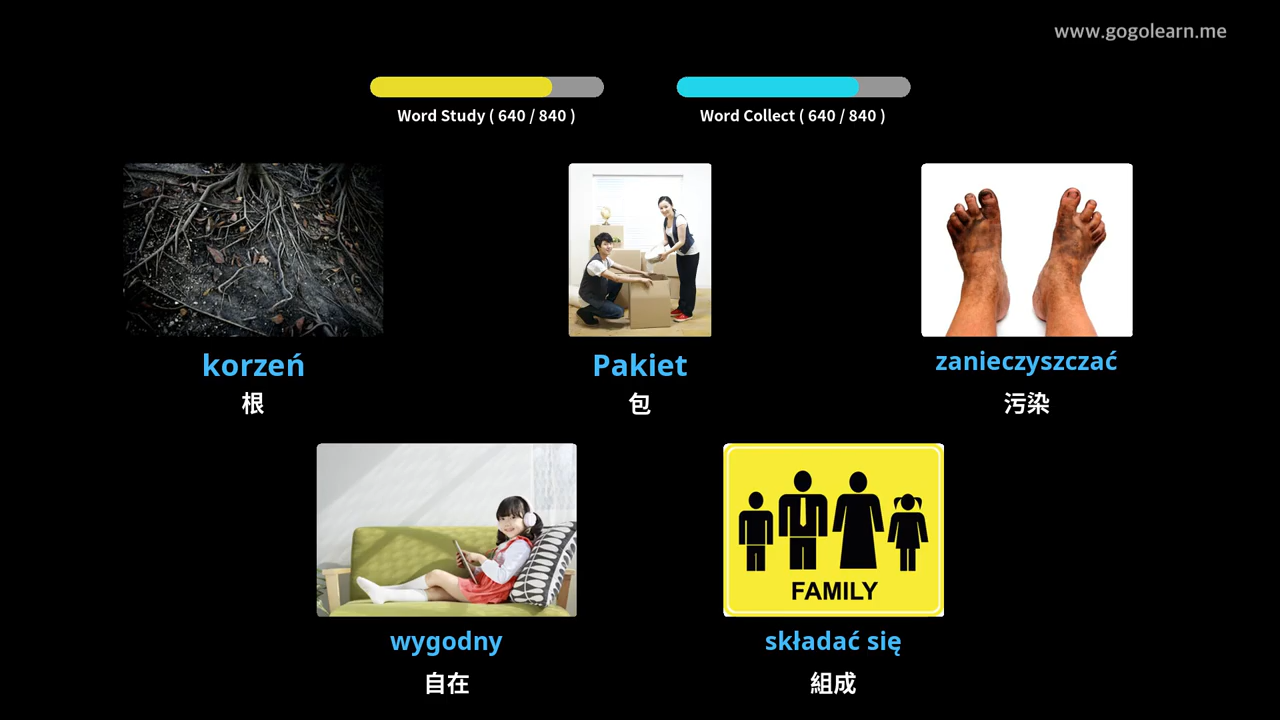 www.gogolearn.me
Word Study ( 640 / 840 )
Word Collect ( 640 / 840 )
korzeń
根
Pakiet
包
zanieczyszczać
污染
FAMILY
wygodny
自在
składać się
組成